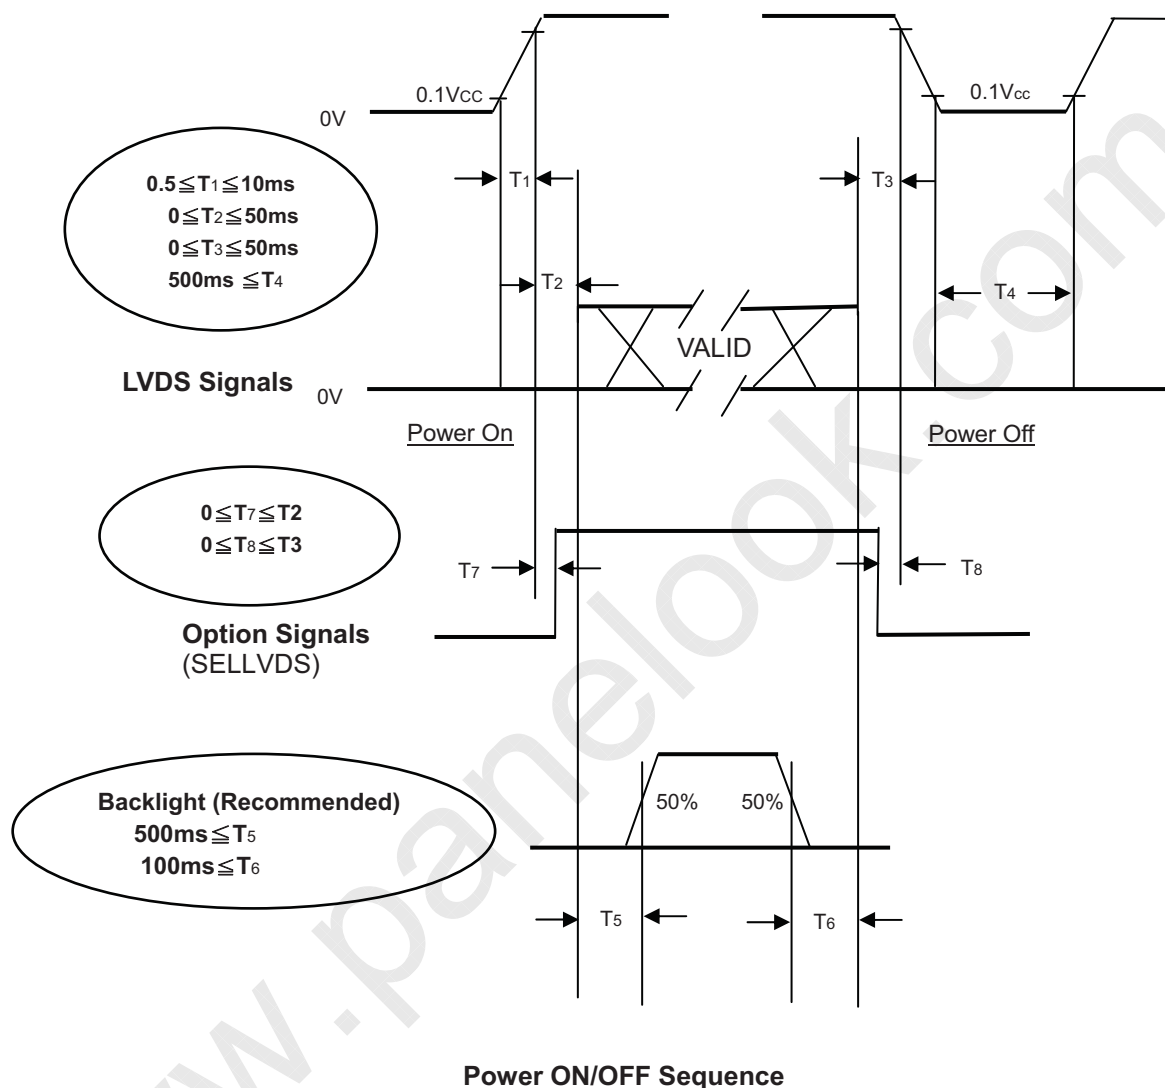 0.1VCC
0.1Vcc
0V
0.5≦T1≦10ms
0≦T2≦50ms
0≦T3≦50ms
500ms ≦T4
T1
T3
T2
T4
VALID
LVDS Signals
0V
Power On
Power Off
0≦T7≦T2
0≦T8≦T3
T7
T8
Option Signals
(SELLVDS)
Backlight (Recommended)
500ms≦T5
100ms≦T6
50%
50%
T5
T6
Power ON/OFF Sequence
www.panelook.com